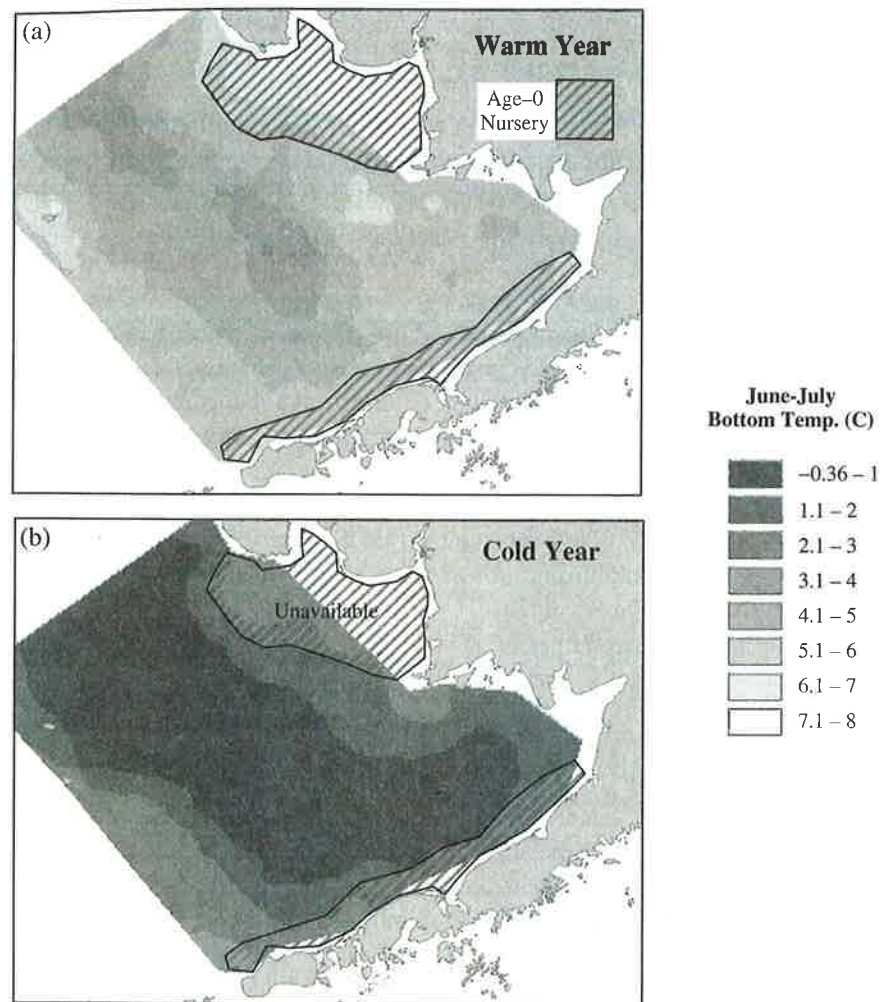 (a)
Warm Year
Age–0
Nursery
June-July
Bottom Temp. (C)
−0.36 – 1
1.1 – 2
2.1 – 3
3.1 – 4
4.1 – 5
5.1 – 6
6.1 – 7
7.1 – 8
(b)
Cold Year
Unavailable